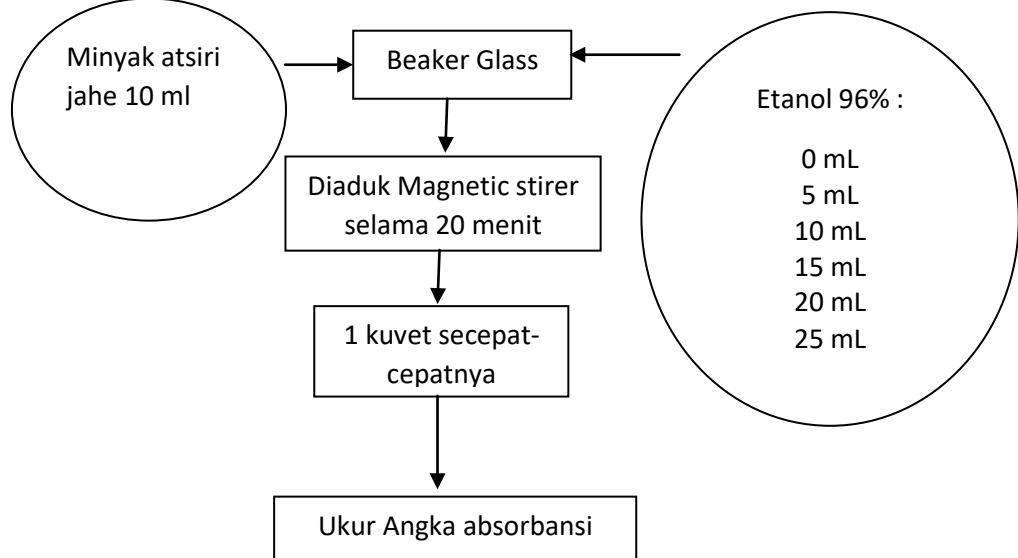 Minyak atsiri
jahe 10 ml
Beaker Glass
Etanol 96% :
0 mL
5 mL
10 mL
15 mL
20 mL
25 mL
Diaduk Magnetic stirer
selama 20 menit
1 kuvet secepat-
cepatnya
Ukur Angka absorbansi